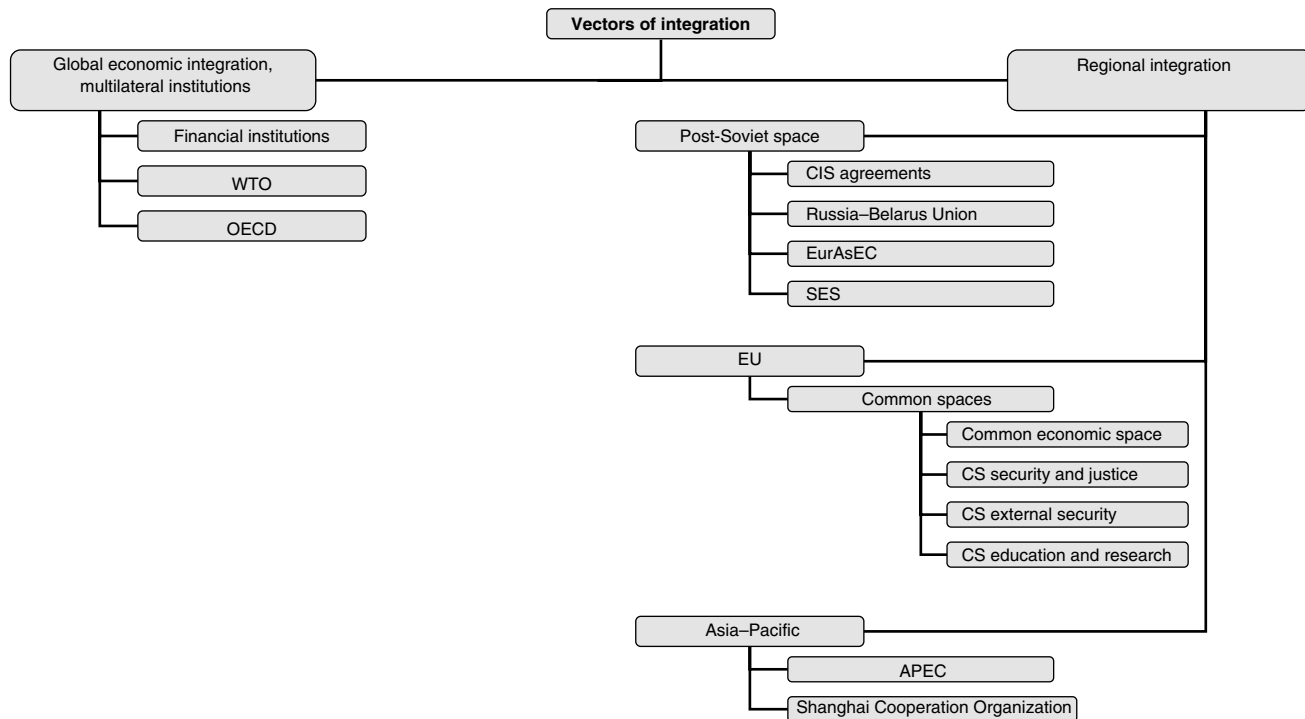 Vectors of integration
Global economic integration,
multilateral institutions
Financial institutions
WTO
OECD
Regional integration
Post-Soviet space
CIS agreements
Russia–Belarus Union
EurAsEC
SES
EU
Common spaces
Common economic space
CS security and justice
CS external security
CS education and research
Asia–Pacific
APEC
Shanghai Cooperation Organization